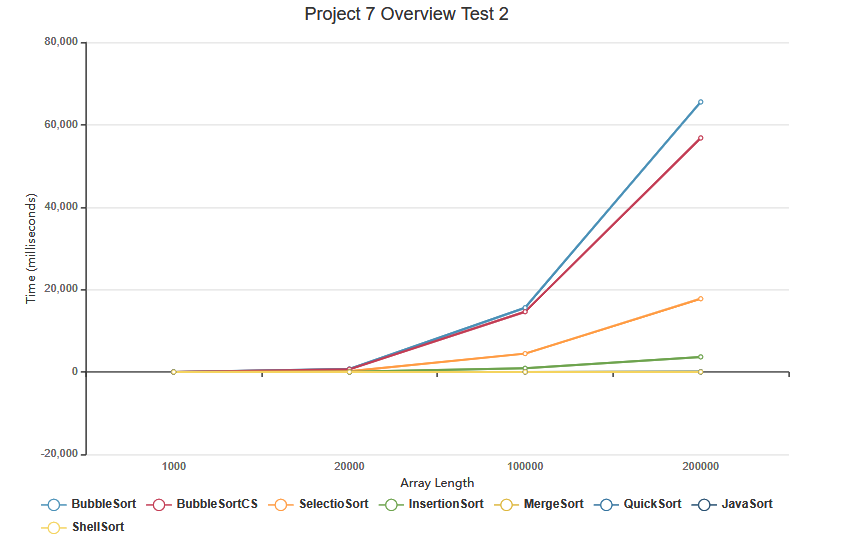 Project 7 Overview Test 2
80,000
60,000
40,000
20,000
0
-20,000
Time (milliseconds)
1000 20000 100000 200000
Array Length
BubbleSort BubbleSortCS SelectioSort InsertionSort MergeSort QuickSort JavaSort
ShellSort